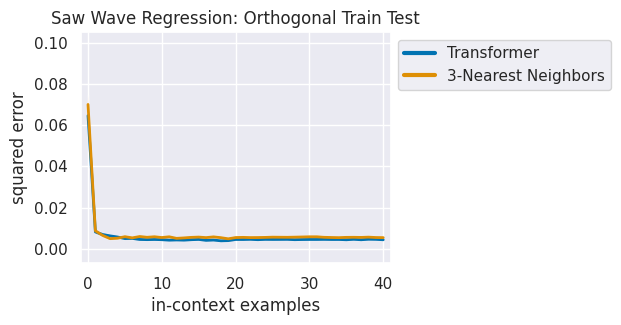 Saw Wave Regression: Orthogonal Train Test
Transformer
3-Nearest Neighbors
squared error
0.10
0.08
0.06
0.04
0.02
0.00
0 10 20 30 40
in-context examples